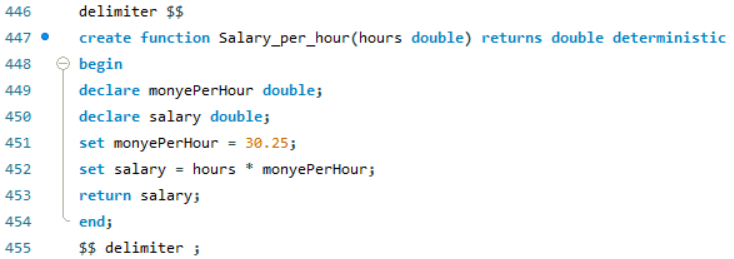 446 delimiter $$
447 create function Salary_per_hour(hours double) returns double deterministic
448 begin
449 declare monyePerHour double;
450 declare salary double;
451 set monyePerHour = 30.25;
452 set salary = hours * monyePerHour;
453 return salary;
454 end;
455 $$ delimiter ;